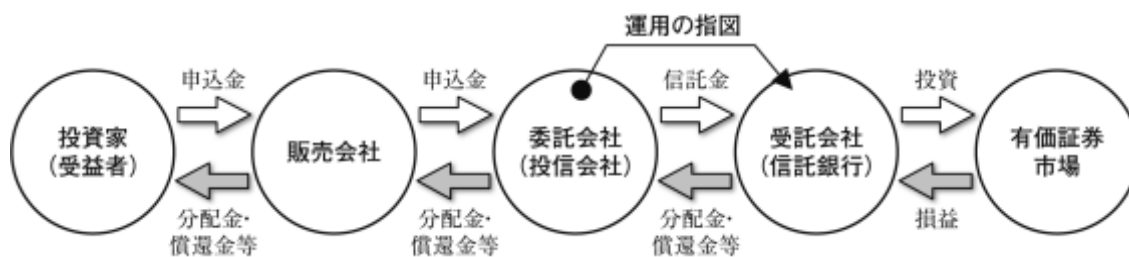 運用の指図
申込金
申込金
信託金
投資
投資家
（受益者）
販売会社
委託会社
（投信会社）
受託会社
（信託銀行）
有価証券
市場
分配金・
償還金等
分配金・
償還金等
分配金・
償還金等
損益